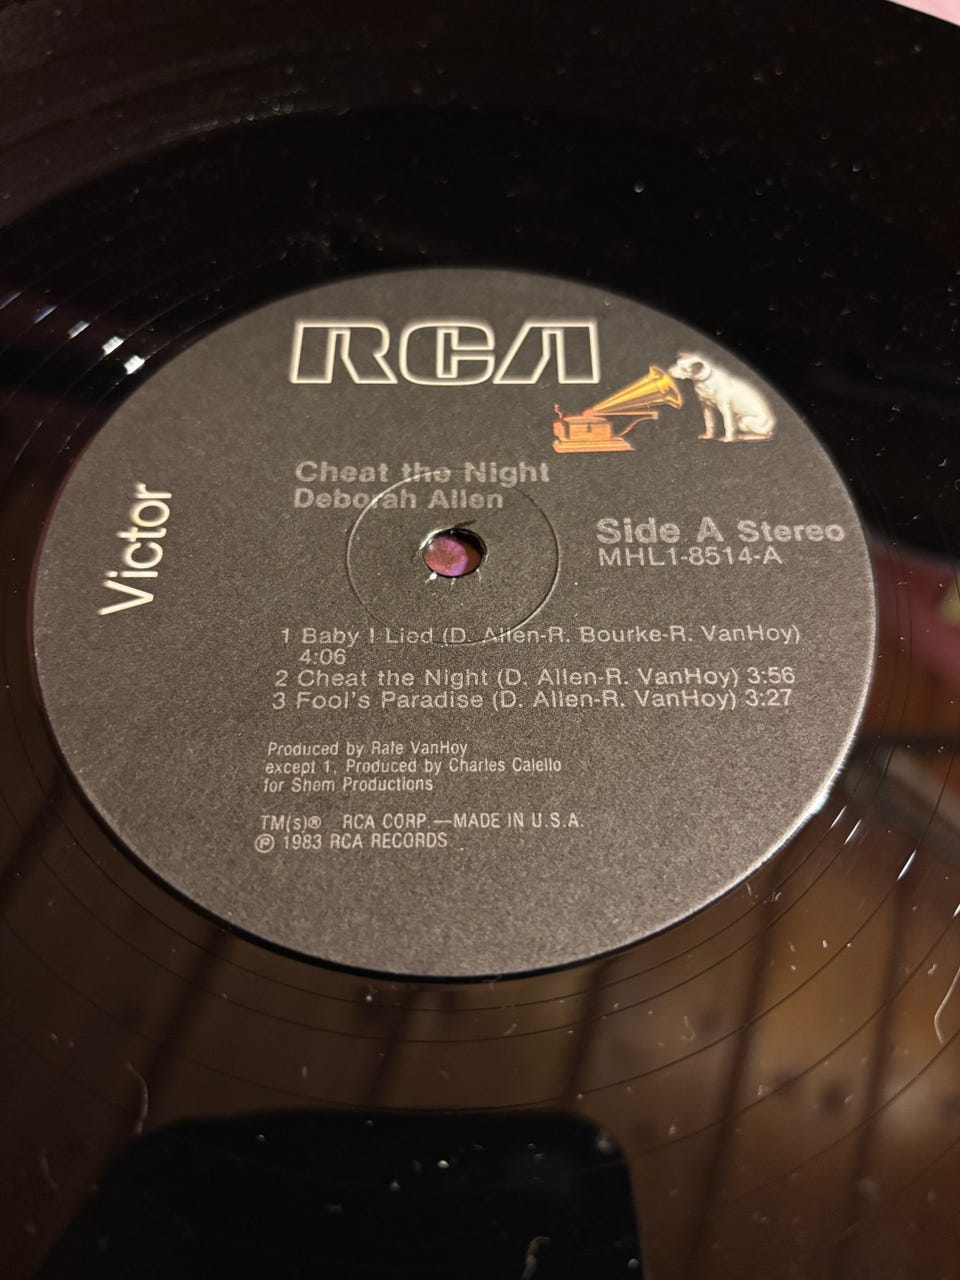 RCA
Victor
Cheat the Night
Deborah Allen
Side A Stereo
MHL1-8514-A
1 Baby I Lied (D. Allen-R. Bourke-R. VanHoy)
4:06
2 Cheat the Night (D. Allen-R. VanHoy) 3:56
3 Fool's Paradise (D. Allen-R. VanHoy) 3:27
Produced by Rafe VanHoy
except 1, Produced by Charles Calello
for Shem Productions
TM(s)® RCA CORP.—MADE IN U.S.A.
℗ 1983 RCA RECORDS